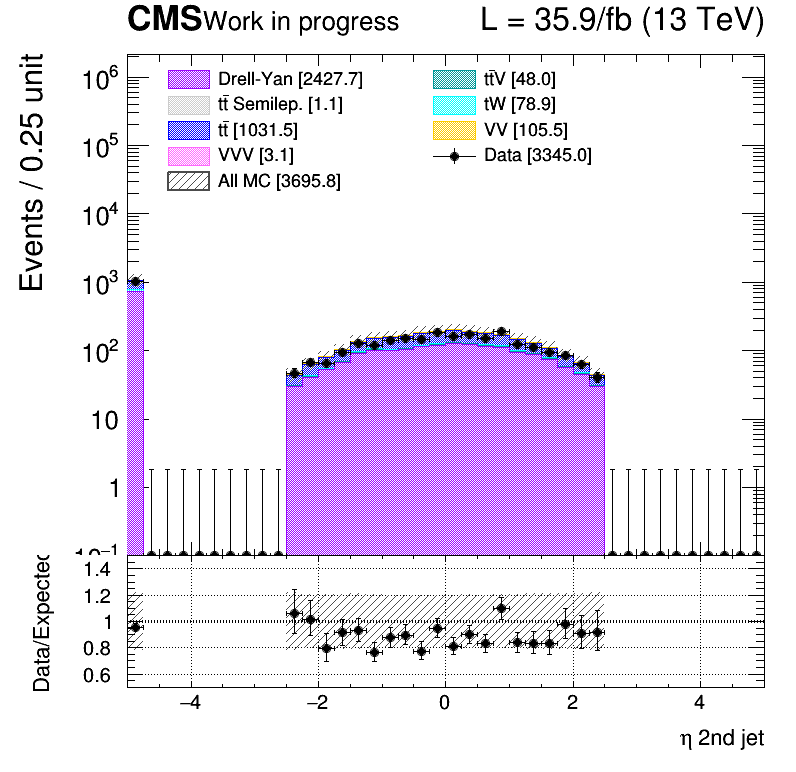 CMS Work in progress L = 35.9/fb (13 TeV)
Events / 0.25 unit
Drell-Yan [2427.7]
tt̄ Semilep. [1.1]
tt̄ [1031.5]
VVV [3.1]
All MC [3695.8]
tt̄V [48.0]
tW [78.9]
VV [105.5]
Data [3345.0]
10⁶
10⁵
10⁴
10³
10²
10
1
10⁻¹
Data/Expected
1.4
1.2
1
0.8
0.6
−4 −2 0 2 4
η 2nd jet